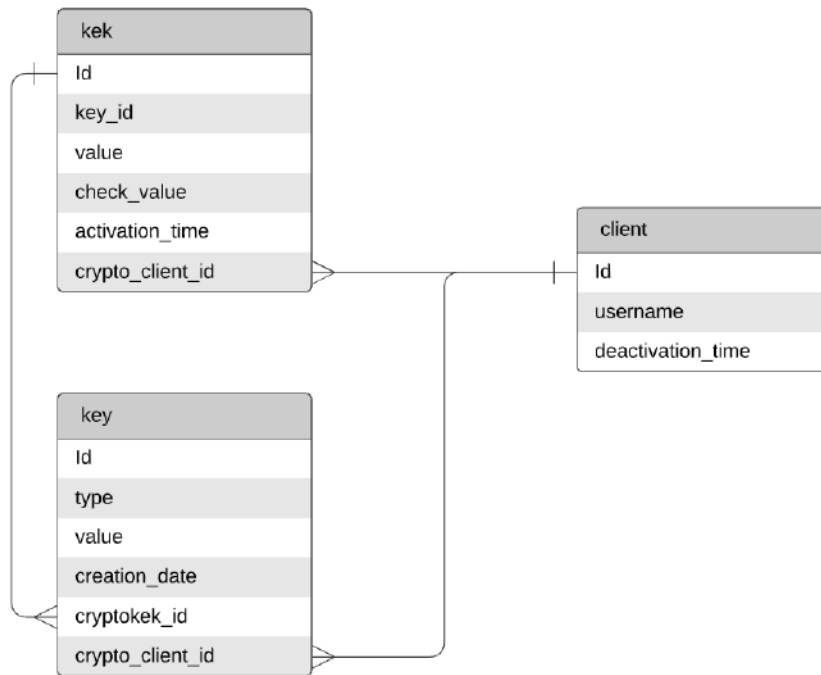 kek
Id
key_id
value
check_value
activation_time
crypto_client_id
client
Id
username
deactivation_time
key
Id
type
value
creation_date
cryptokek_id
crypto_client_id